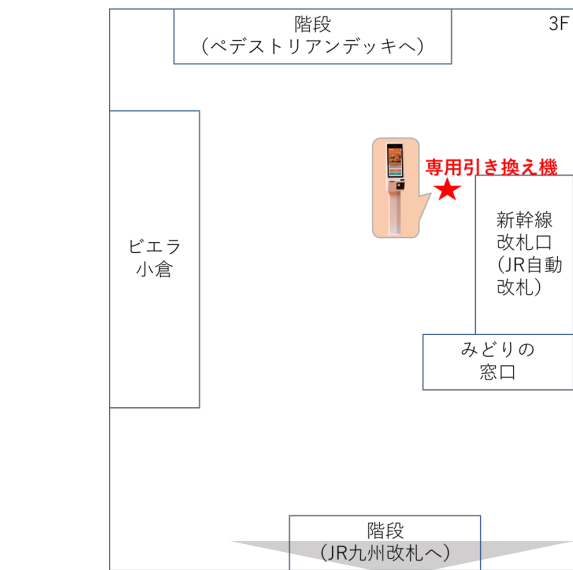 階段
（ペデストリアンデッキへ）
3F
専用引き換え機
新幹線
改札口
（JR自動
改札）
ビエラ
小倉
みどりの
窓口
階段
（JR九州改札へ）